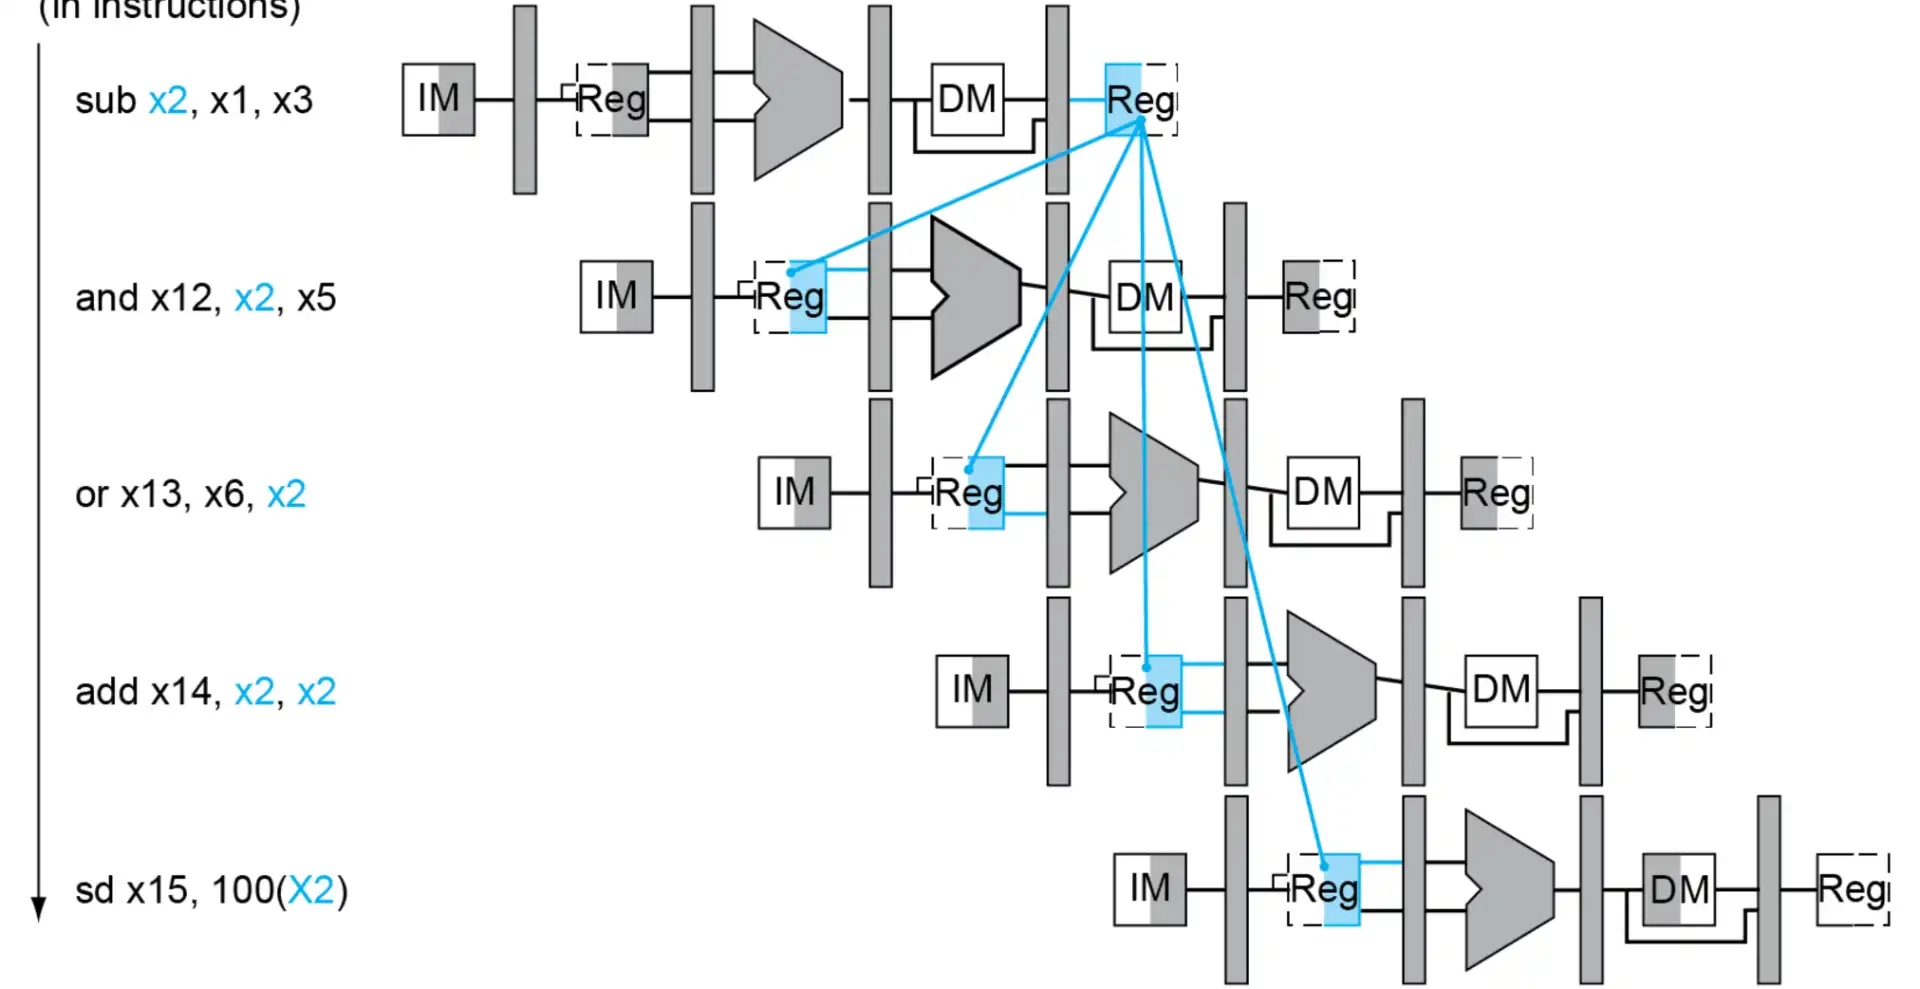 (in instructions)
sub x2, x1, x3
IM Reg DM Reg
and x12, x2, x5
IM Reg DM Reg
or x13, x6, x2
IM Reg DM Reg
add x14, x2, x2
IM Reg DM Reg
sd x15, 100(X2)
IM Reg DM Reg